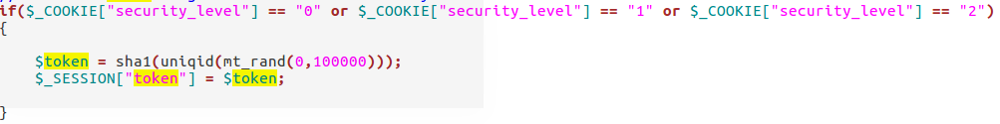 if($_COOKIE["security_level"] == "0" or $_COOKIE["security_level"] == "1" or $_COOKIE["security_level"] == "2")
{
$token = sha1(uniqid(mt_rand(0,100000)));
$_SESSION["token"] = $token;
}